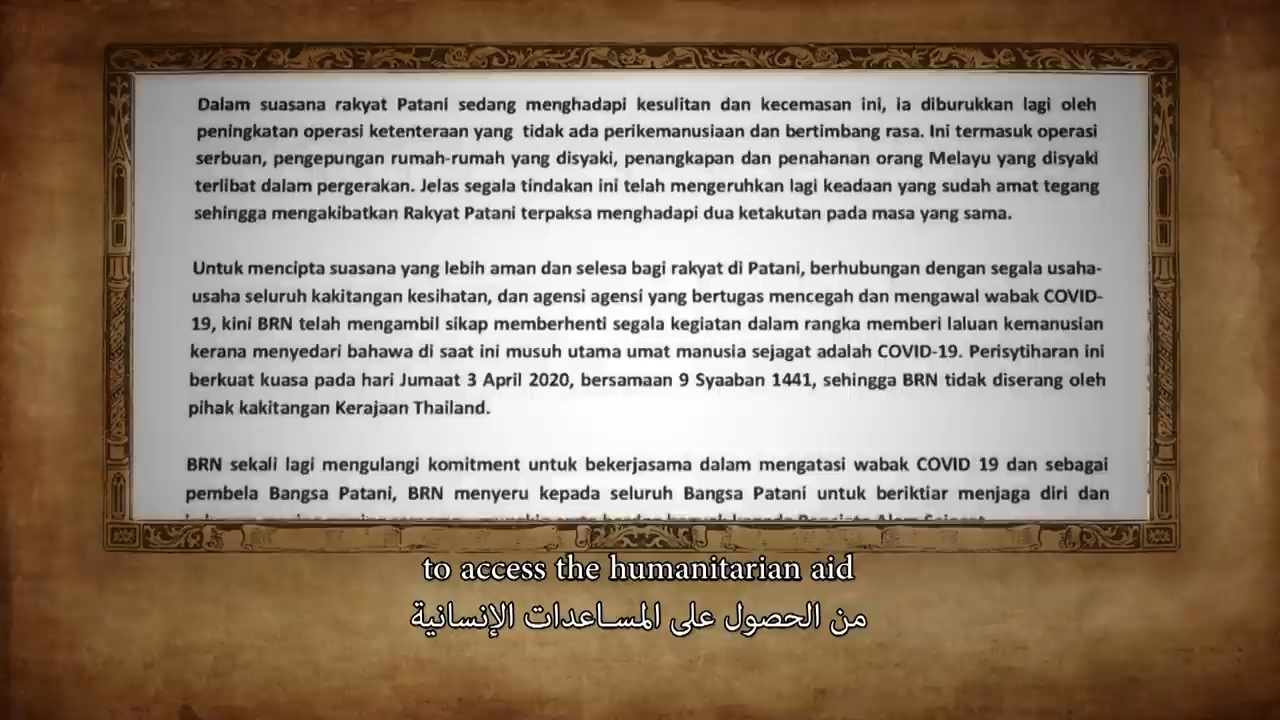 Dalam suasana rakyat Patani sedang menghadapi kesulitan dan kecemasan ini, ia diburukkan lagi oleh
peningkatan operasi ketenteraan yang tidak ada perikemanusiaan dan bertimbang rasa. Ini termasuk operasi
serbuan, pengepungan rumah-rumah yang disyaki, penangkapan dan penahanan orang Melayu yang disyaki
terlibat dalam pergerakan. Jelas segala tindakan ini telah mengeruhkan lagi keadaan yang sudah amat tegang
sehingga mengakibatkan Rakyat Patani terpaksa menghadapi dua ketakutan pada masa yang sama.
Untuk mencipta suasana yang lebih aman dan selesa bagi rakyat di Patani, berhubungan dengan segala usaha-
usaha seluruh kakitangan kesihatan, dan agensi agensi yang bertugas mencegah dan mengawal wabak COVID-
19, kini BRN telah mengambil sikap memberhenti segala kegiatan dalam rangka memberi laluan kemanusian
kerana menyedari bahawa di saat ini musuh utama umat manusia sejagat adalah COVID-19. Perisytiharan ini
berkuat kuasa pada hari Jumaat 3 April 2020, bersamaan 9 Syaaban 1441, sehingga BRN tidak diserang oleh
pihak kakitangan Kerajaan Thailand.
BRN sekali lagi mengulangi komitment untuk bekerjasama dalam mengatasi wabak COVID 19 dan sebagai
pembela Bangsa Patani, BRN menyeru kepada seluruh Bangsa Patani untuk beriktiar menjaga diri dan
to access the humanitarian aid
من الحصول على المساعدات الإنسانية